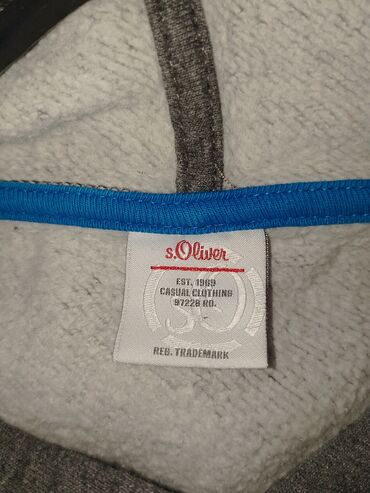 s.Oliver
EST. 1969
CASUAL CLOTHING
97228 RO.
REG. TRADEMARK